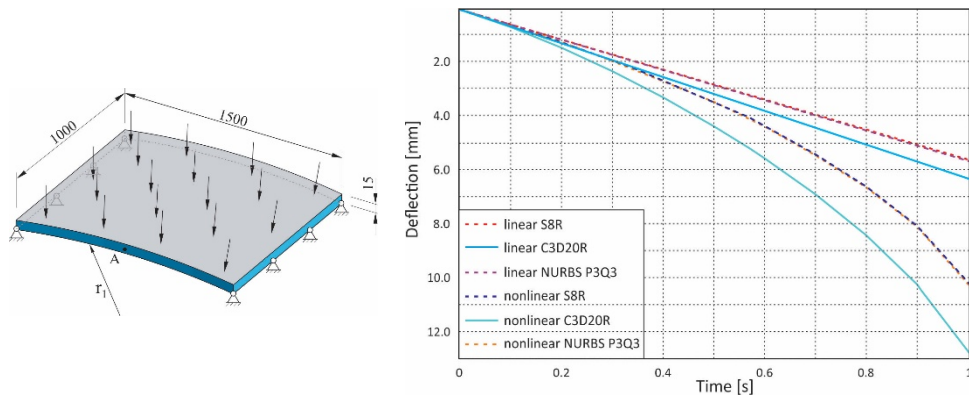 1000
1500
15
A
r1
Deflection [mm]
2.0
4.0
6.0
8.0
10.0
12.0
linear S8R
linear C3D20R
linear NURBS P3Q3
nonlinear S8R
nonlinear C3D20R
nonlinear NURBS P3Q3
0
0.2
0.4
0.6
0.8
1
Time [s]